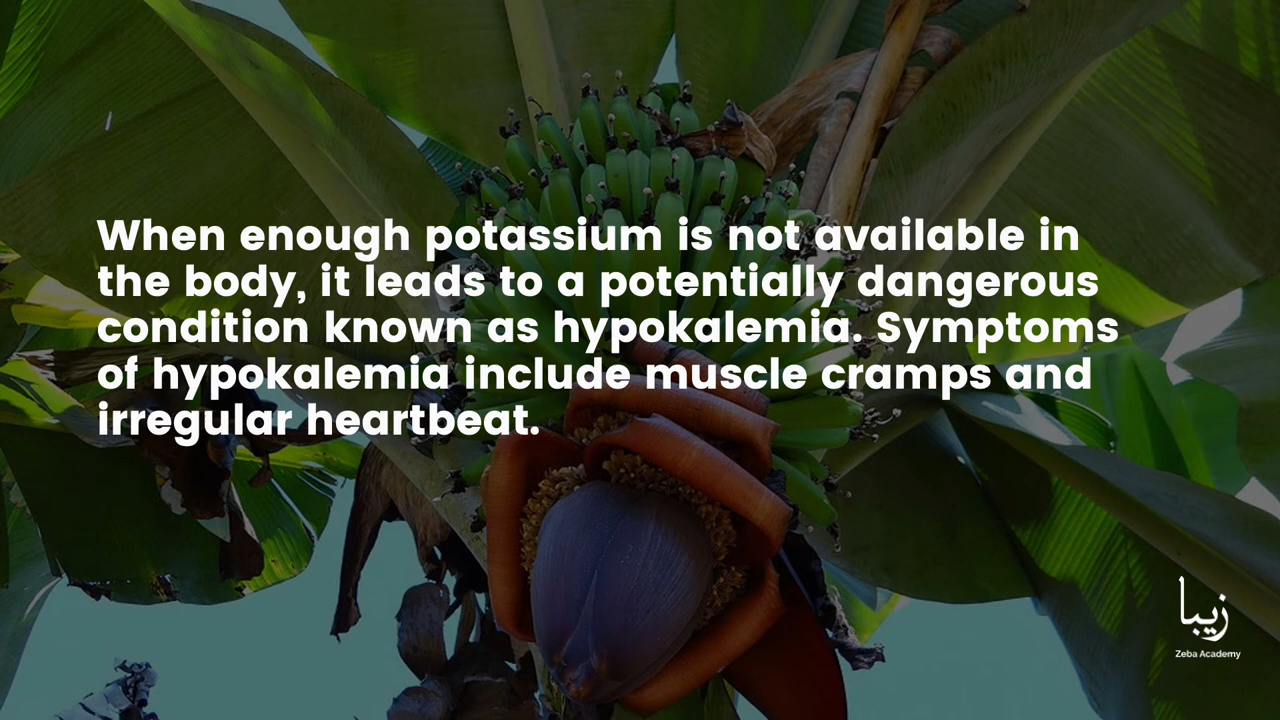 When enough potassium is not available in
the body, it leads to a potentially dangerous
condition known as hypokalemia. Symptoms
of hypokalemia include muscle cramps and
irregular heartbeat.
زیبا
Zeba Academy